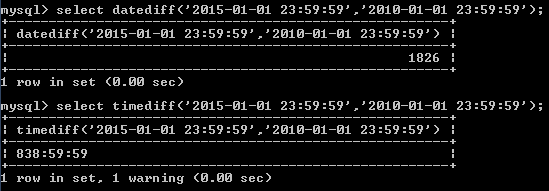 mysql> select datediff('2015-01-01 23:59:59','2010-01-01 23:59:59');
+-----------------------------------------------------+
| datediff('2015-01-01 23:59:59','2010-01-01 23:59:59') |
+-----------------------------------------------------+
| 1826 |
+-----------------------------------------------------+
1 row in set (0.00 sec)
mysql> select timediff('2015-01-01 23:59:59','2010-01-01 23:59:59');
+-----------------------------------------------------+
| timediff('2015-01-01 23:59:59','2010-01-01 23:59:59') |
+-----------------------------------------------------+
| 838:59:59 |
+-----------------------------------------------------+
1 row in set, 1 warning (0.00 sec)